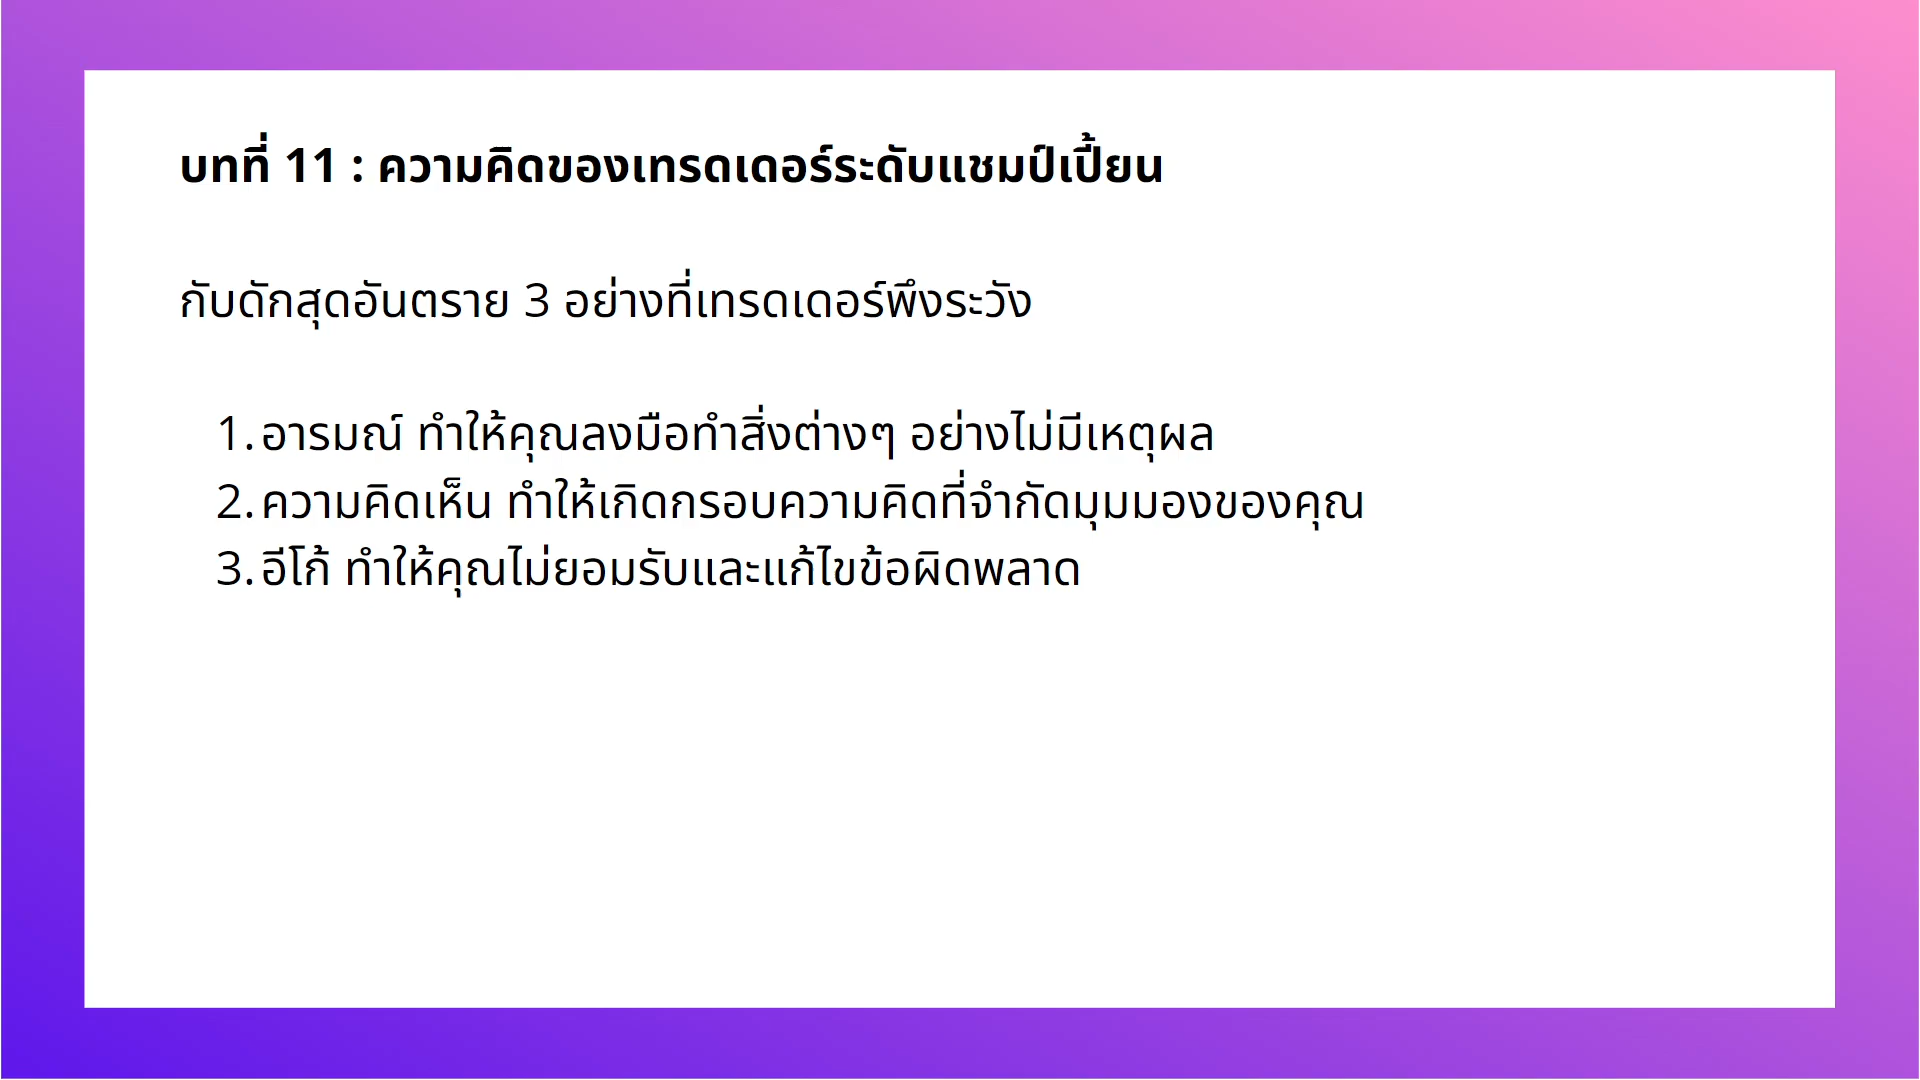 บทที่ 11 : ความคิดของเทรดเดอร์ระดับแชมป์เปี้ยน
กับดักสุดอันตราย 3 อย่างที่เทรดเดอร์พึงระวัง
1. อารมณ์ ทำให้คุณลงมือทำสิ่งต่างๆ อย่างไม่มีเหตุผล
2. ความคิดเห็น ทำให้เกิดกรอบความคิดที่จำกัดมุมมองของคุณ
3. อีโก้ ทำให้คุณไม่ยอมรับและแก้ไขข้อผิดพลาด